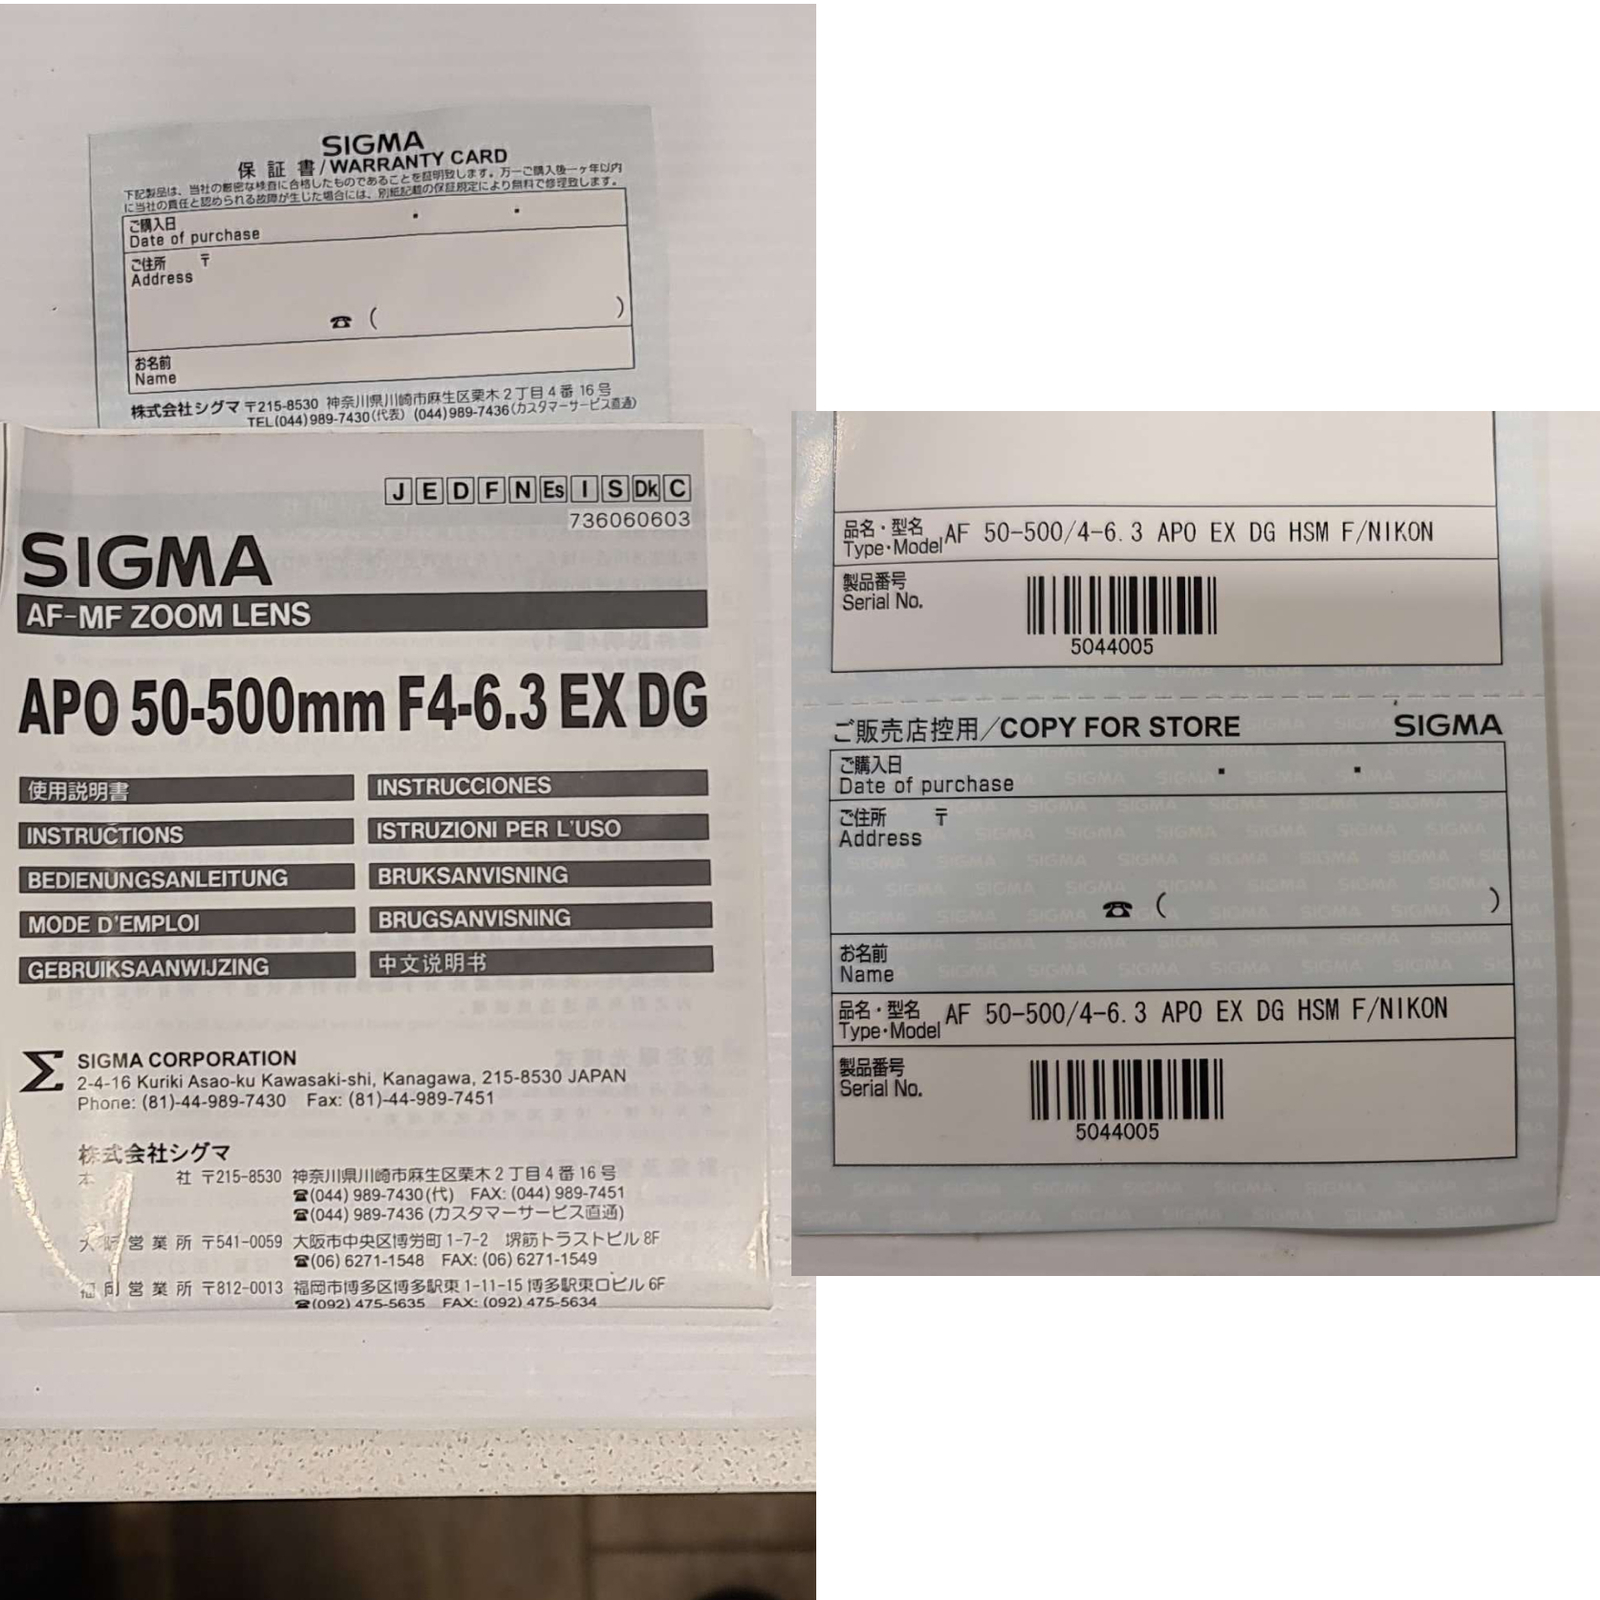 SIGMA
保証書/WARRANTY CARD
下記製品は、当社の厳密な検査に合格したものであることを証明致します。万一ご購入後一ヶ年以内
に当社の責任と認められる故障が生じた場合には、別紙記載の保証規定により無料で修理致します。
ご購入日
Date of purchase
ご住所 〒
Address
☎ ( )
お名前
Name
株式会社シグマ 〒215-8530 神奈川県川崎市麻生区栗木2丁目4番16号
TEL(044)989-7430(代表) (044)989-7436(カスタマーサービス直通)
J E D F N Es I S Dk C
736060603
SIGMA
AF-MF ZOOM LENS
APO 50-500mm F4-6.3 EX DG
使用説明書
INSTRUCTIONS
BEDIENUNGSANLEITUNG
MODE D'EMPLOI
GEBRUIKSAANWIJZING
INSTRUCCIONES
ISTRUZIONI PER L'USO
BRUKSANVISNING
BRUGSANVISNING
中文说明书
SIGMA CORPORATION
2-4-16 Kuriki Asao-ku Kawasaki-shi, Kanagawa, 215-8530 JAPAN
Phone: (81)-44-989-7430 Fax: (81)-44-989-7451
株式会社シグマ
本 社 〒215-8530 神奈川県川崎市麻生区栗木2丁目4番16号
☎(044) 989-7430(代) FAX: (044) 989-7451
☎(044) 989-7436 (カスタマーサービス直通)
大阪営業所 〒541-0059 大阪市中央区博労町1-7-2 堺筋トラストビル8F
☎(06) 6271-1548 FAX: (06) 6271-1549
福岡営業所 〒812-0013 福岡市博多区博多駅東1-11-15 博多駅東口ビル6F
☎(092) 475-5635 FAX: (092) 475-5634
品名・型名 AF 50-500/4-6.3 APO EX DG HSM F/NIKON
Type・Model
製品番号
Serial No.
5044005
ご販売店控用/COPY FOR STORE SIGMA
ご購入日
Date of purchase
ご住所 〒
Address
☎ ( )
お名前
Name
品名・型名 AF 50-500/4-6.3 APO EX DG HSM F/NIKON
Type・Model
製品番号
Serial No.
5044005